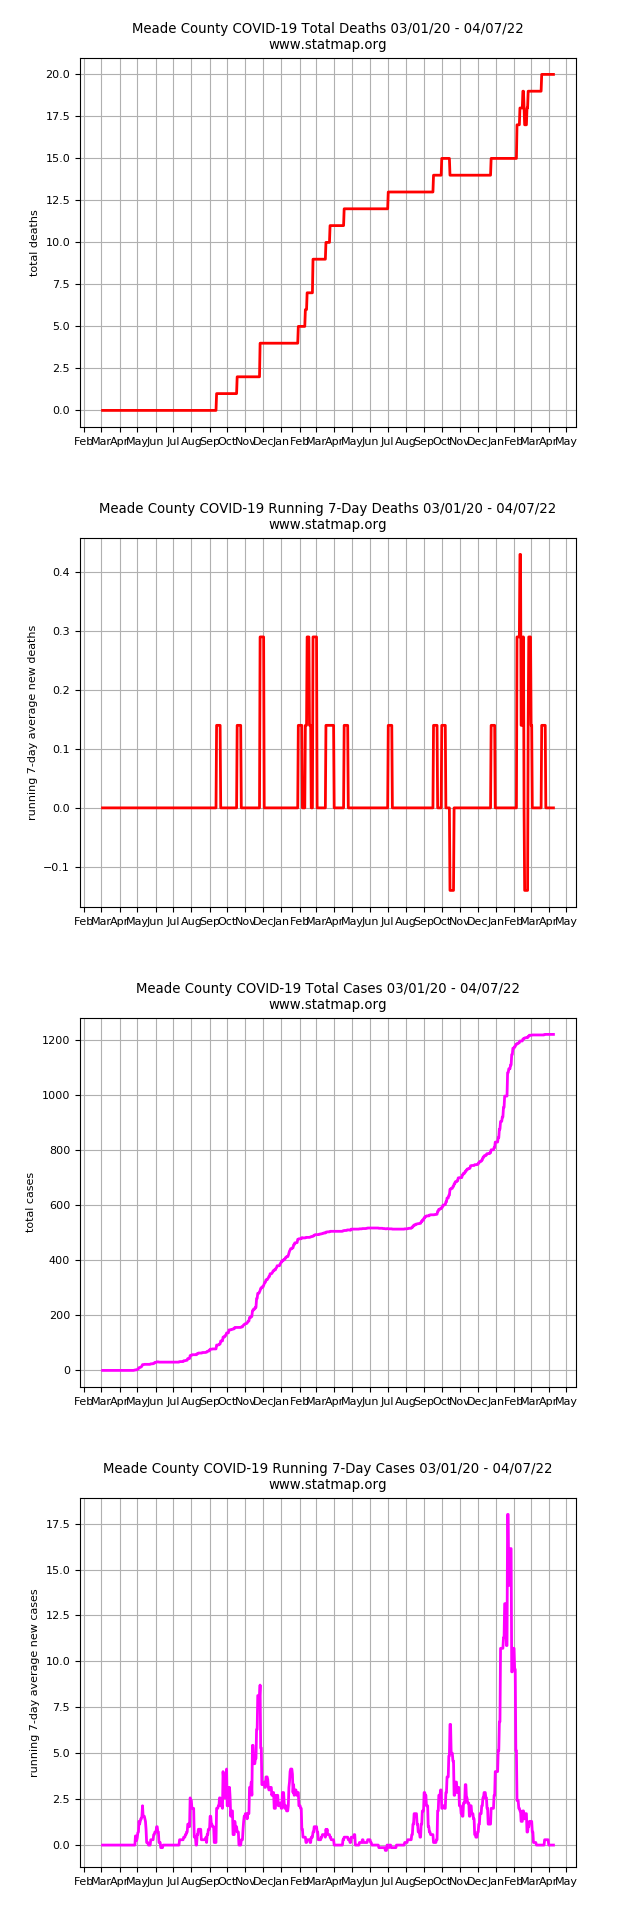 Meade County COVID-19 Total Deaths 03/01/20 - 04/07/22
www.statmap.org
20.0
17.5
15.0
12.5
10.0
7.5
5.0
2.5
0.0
total deaths
Feb Mar Apr May Jun Jul Aug Sep Oct Nov Dec Jan Feb Mar Apr May Jun Jul Aug Sep Oct Nov Dec Jan Feb Mar Apr May
Meade County COVID-19 Running 7-Day Deaths 03/01/20 - 04/07/22
www.statmap.org
0.4
0.3
0.2
0.1
0.0
−0.1
running 7-day average new deaths
Feb Mar Apr May Jun Jul Aug Sep Oct Nov Dec Jan Feb Mar Apr May Jun Jul Aug Sep Oct Nov Dec Jan Feb Mar Apr May
Meade County COVID-19 Total Cases 03/01/20 - 04/07/22
www.statmap.org
1200
1000
800
600
400
200
0
total cases
Feb Mar Apr May Jun Jul Aug Sep Oct Nov Dec Jan Feb Mar Apr May Jun Jul Aug Sep Oct Nov Dec Jan Feb Mar Apr May
Meade County COVID-19 Running 7-Day Cases 03/01/20 - 04/07/22
www.statmap.org
17.5
15.0
12.5
10.0
7.5
5.0
2.5
0.0
running 7-day average new cases
Feb Mar Apr May Jun Jul Aug Sep Oct Nov Dec Jan Feb Mar Apr May Jun Jul Aug Sep Oct Nov Dec Jan Feb Mar Apr May